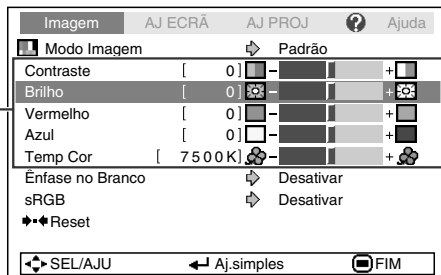 Imagem AJ ECRÃ AJ PROJ ? Ajuda
Modo Imagem Padrão
Contraste [ 0] - +
Brilho [ 0] - +
Vermelho [ 0] - +
Azul [ 0] - +
Temp Cor [ 7500K] - +
Ênfase no Branco Desativar
sRGB Desativar
Reset
SEL/AJU Aj.simples FIM